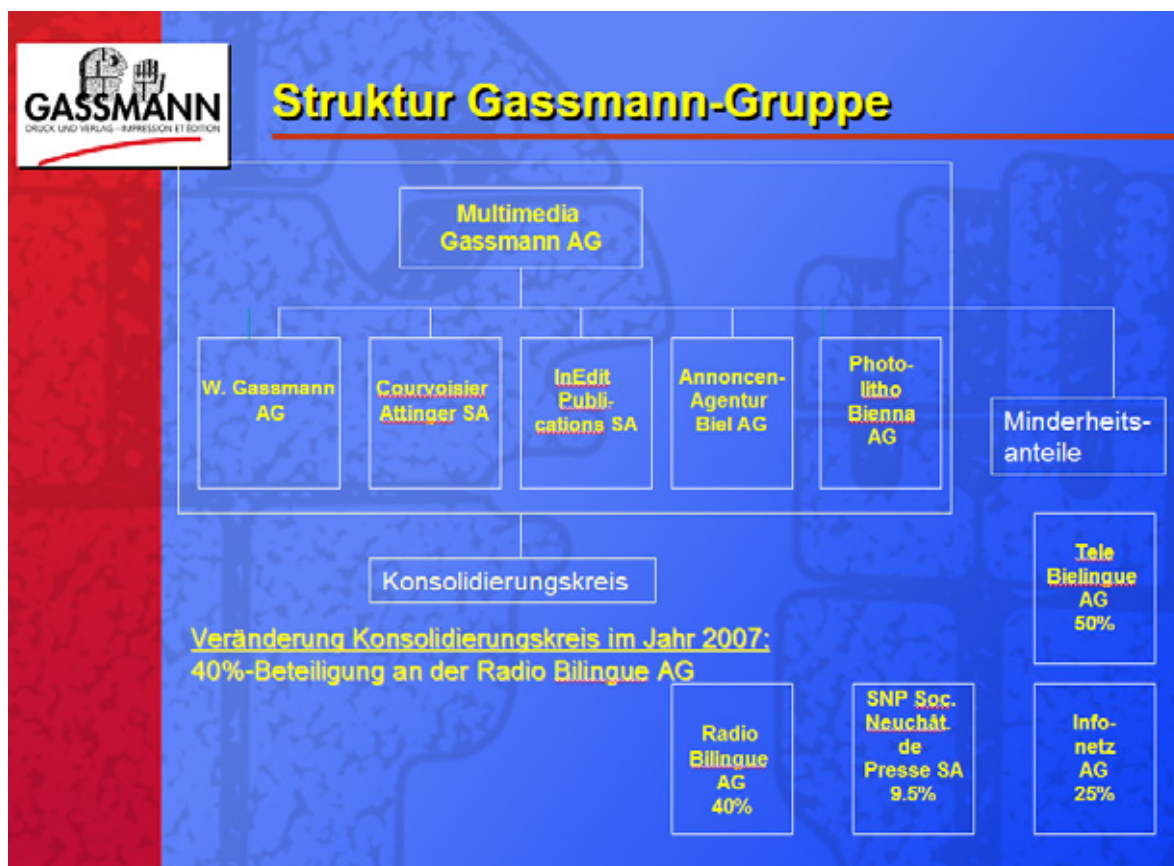 GASSMANN
DRUCK UND VERLAG - IMPRESSION ET EDITION
Struktur Gassmann-Gruppe
Multimedia
Gassmann AG
W. Gassmann
AG
Courvoisier
Attinger SA
InEdit
Publi-
cations SA
Annoncen-
Agentur
Biel AG
Photo-
litho
Bienna
AG
Minderheits-
anteile
Konsolidierungskreis
Tele
Bielingue
AG
50%
Veränderung Konsolidierungskreis im Jahr 2007:
40%-Beteiligung an der Radio Bilingue AG
Radio
Bilingue
AG
40%
SNP Soc.
Neuchât.
de
Presse SA
9.5%
Info-
netz
AG
25%